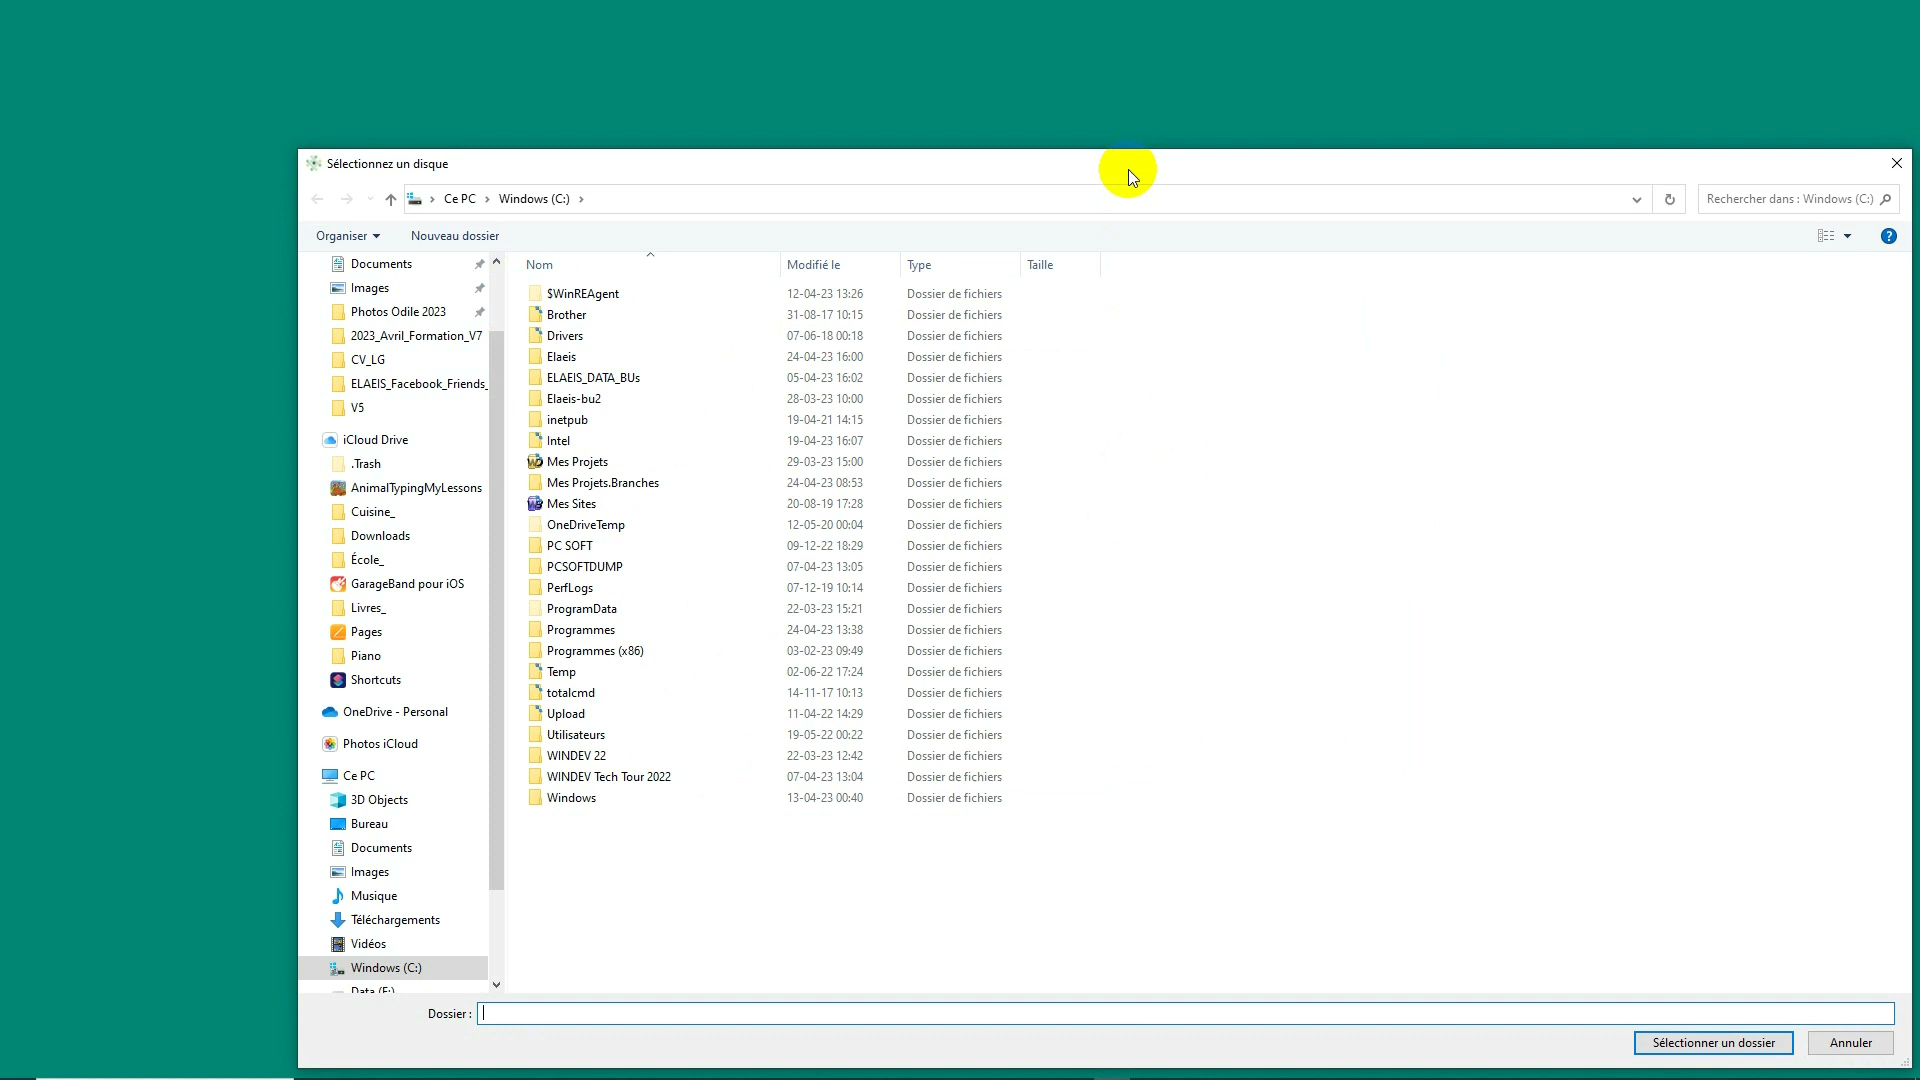 Sélectionnez un disque
Ce PC Windows (C:)
Rechercher dans : Windows (C:)
Organiser Nouveau dossier
Documents
Images
Photos Odile 2023
2023_Avril_Formation_V7
CV_LG
ELAEIS_Facebook_Friends_
V5
iCloud Drive
.Trash
AnimalTypingMyLessons
Cuisine_
Downloads
École_
GarageBand pour iOS
Livres_
Pages
Piano
Shortcuts
OneDrive - Personal
Photos iCloud
Ce PC
3D Objects
Bureau
Documents
Images
Musique
Téléchargements
Vidéos
Windows (C:)
Data (F:)
Nom Modifié le Type Taille
$WinREAgent 12-04-23 13:26 Dossier de fichiers
Brother 31-08-17 10:15 Dossier de fichiers
Drivers 07-06-18 00:18 Dossier de fichiers
Elaeis 24-04-23 16:00 Dossier de fichiers
ELAEIS_DATA_BUs 05-04-23 16:02 Dossier de fichiers
Elaeis-bu2 28-03-23 10:00 Dossier de fichiers
inetpub 19-04-21 14:15 Dossier de fichiers
Intel 19-04-23 16:07 Dossier de fichiers
Mes Projets 29-03-23 15:00 Dossier de fichiers
Mes Projets.Branches 24-04-23 08:53 Dossier de fichiers
Mes Sites 20-08-19 17:28 Dossier de fichiers
OneDriveTemp 12-05-20 00:04 Dossier de fichiers
PC SOFT 09-12-22 18:29 Dossier de fichiers
PCSOFTDUMP 07-04-23 13:05 Dossier de fichiers
PerfLogs 07-12-19 10:14 Dossier de fichiers
ProgramData 22-03-23 15:21 Dossier de fichiers
Programmes 24-04-23 13:38 Dossier de fichiers
Programmes (x86) 03-02-23 09:49 Dossier de fichiers
Temp 02-06-22 17:24 Dossier de fichiers
totalcmd 14-11-17 10:13 Dossier de fichiers
Upload 11-04-22 14:29 Dossier de fichiers
Utilisateurs 19-05-22 00:22 Dossier de fichiers
WINDEV 22 22-03-23 12:42 Dossier de fichiers
WINDEV Tech Tour 2022 07-04-23 13:04 Dossier de fichiers
Windows 13-04-23 00:40 Dossier de fichiers
Dossier :
Sélectionner un dossier Annuler